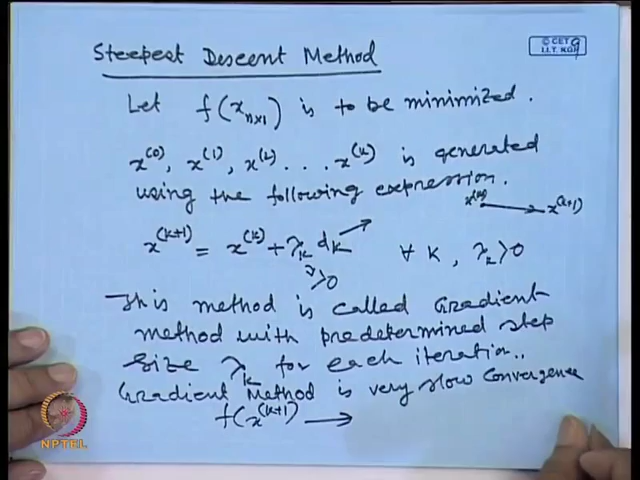 Steepest Descent Method
© CET
I.I.T. KGP
Let f(x_{n×1}) is to be minimized.
x^{(0)}, x^{(1)}, x^{(2)} . . . . x^{(k)} is generated
using the following expression.
x^{(k)} → x^{(k+1)}
x^{(k+1)} = x^{(k)} + λ_k d_k ∀ k, λ_k > 0
λ > 0
This method is called Gradient
method with predetermined step
size λ_k for each iteration..
Gradient Method is very slow convergence
f(x^{(k+1)}) →
NPTEL